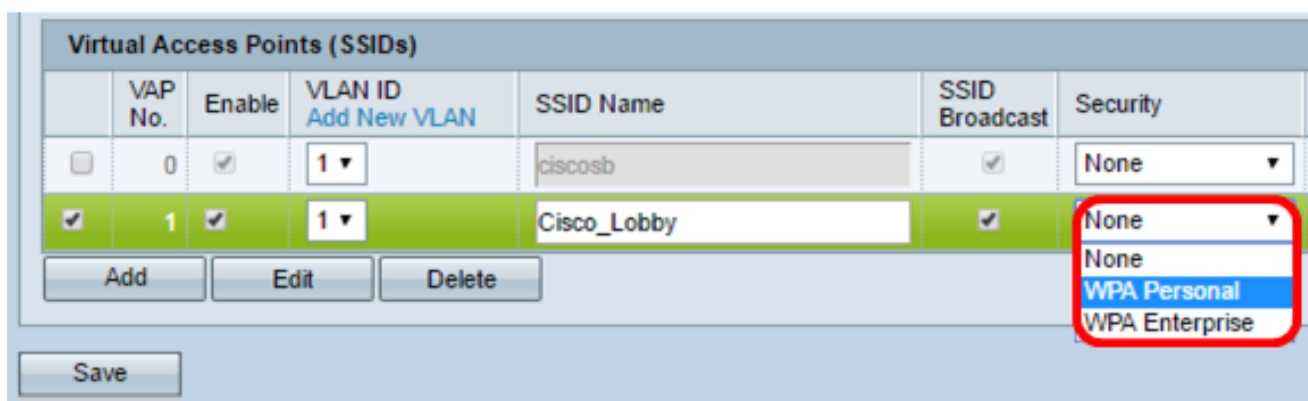 Virtual Access Points (SSIDs)
VAP No. Enable VLAN ID Add New VLAN SSID Name SSID Broadcast Security
0 1 ciscosb None
1 1 Cisco_Lobby None
None
WPA Personal
WPA Enterprise
Add Edit Delete
Save